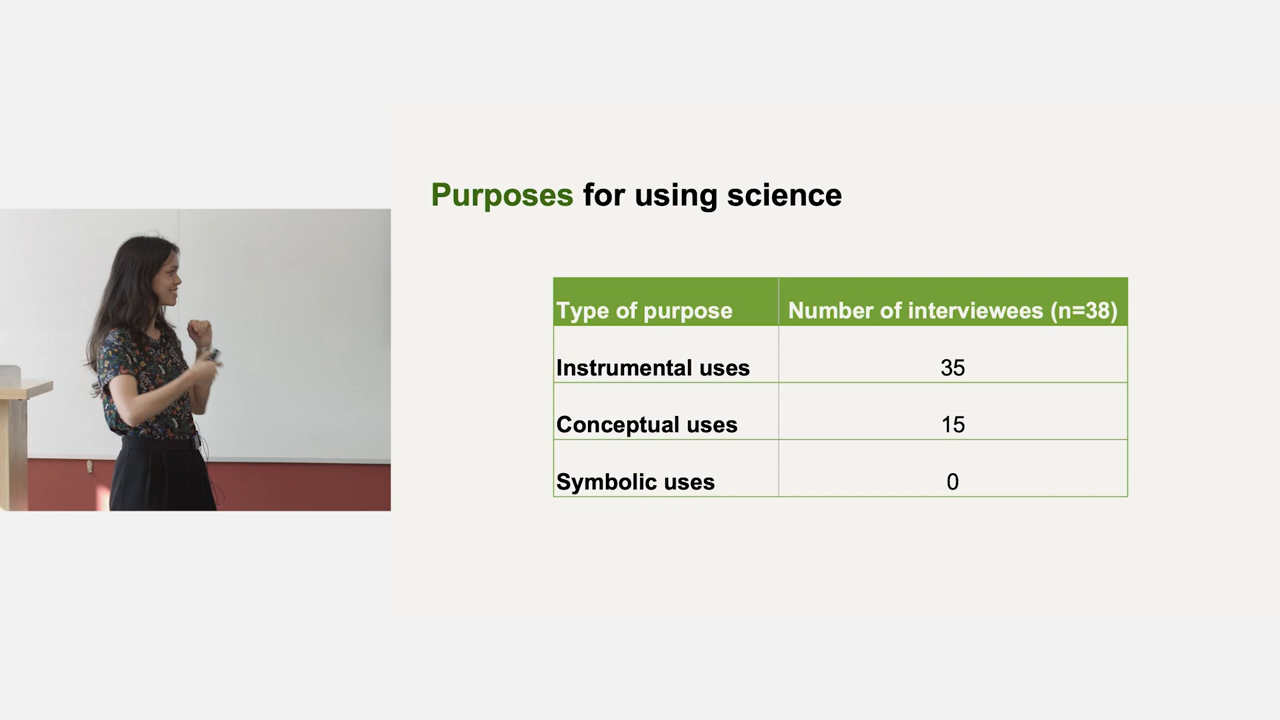 Purposes for using science
Type of purpose Number of interviewees (n=38)
Instrumental uses 35
Conceptual uses 15
Symbolic uses 0